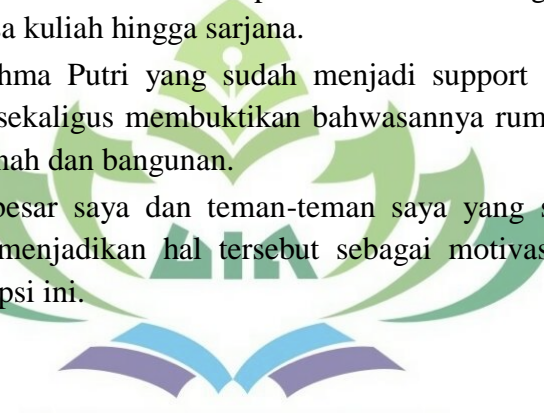 a kuliah hingga sarjana.
hma Putri yang sudah menjadi support
sekaligus membuktikan bahwasannya rum
nah dan bangunan.
besar saya dan teman-teman saya yang s
menjadikan hal tersebut sebagai motivas
psi ini.
UIN